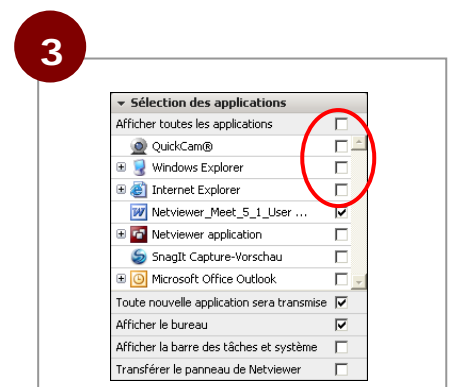 3
Sélection des applications
Afficher toutes les applications
QuickCam®
Windows Explorer
Internet Explorer
Netviewer_Meet_5_1_User ...
Netviewer application
SnagIt Capture-Vorschau
Microsoft Office Outlook
Toute nouvelle application sera transmise
Afficher le bureau
Afficher la barre des tâches et système
Transférer le panneau de Netviewer